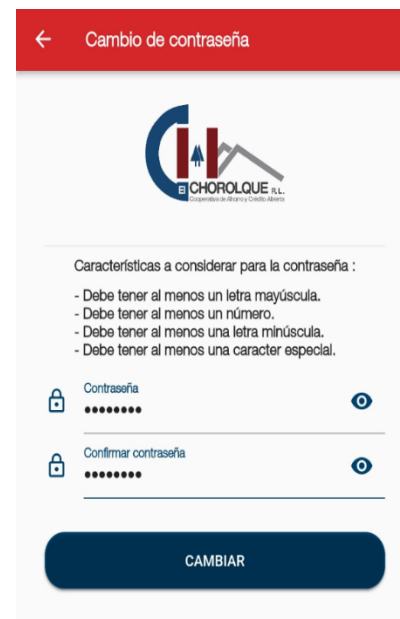 Cambio de contraseña
El CHOROLQUE R.L.
Cooperativa de Ahorro y Crédito Abierta
Características a considerar para la contraseña :
- Debe tener al menos un letra mayúscula.
- Debe tener al menos un número.
- Debe tener al menos una letra minúscula.
- Debe tener al menos una caracter especial.
Contraseña
••••••••
Confirmar contraseña
••••••••
CAMBIAR